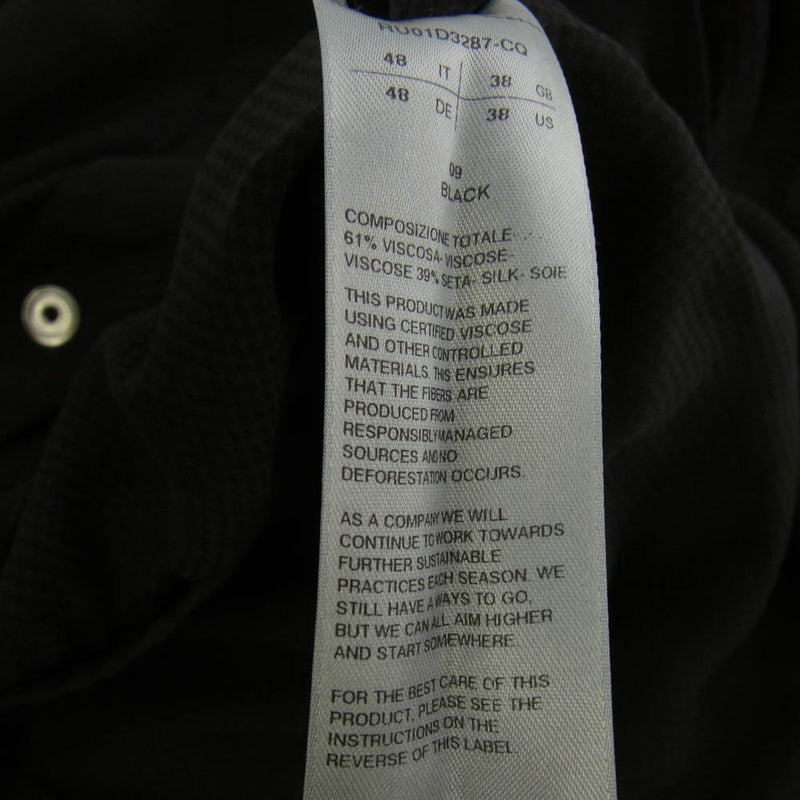 RU01D3287-CQ
48 IT 38 GB
48 DE 38 US
09
BLACK
COMPOSIZIONE TOTALE-
61% VISCOSA- VISCOSE-
VISCOSE 39% SETA- SILK- SOIE
THIS PRODUCT WAS MADE
USING CERTIFIED VISCOSE
AND OTHER CONTROLLED
MATERIALS. THIS ENSURES
THAT THE FIBERS ARE
PRODUCED FROM
RESPONSIBLY MANAGED
SOURCES AND NO
DEFORESTATION OCCURS.
AS A COMPANY WE WILL
CONTINUE TO WORK TOWARDS
FURTHER SUSTAINABLE
PRACTICES EACH SEASON. WE
STILL HAVE A WAYS TO GO,
BUT WE CAN ALL AIM HIGHER
AND START SOMEWHERE.
FOR THE BEST CARE OF THIS
PRODUCT, PLEASE SEE THE
INSTRUCTIONS ON THE
REVERSE OF THIS LABEL.